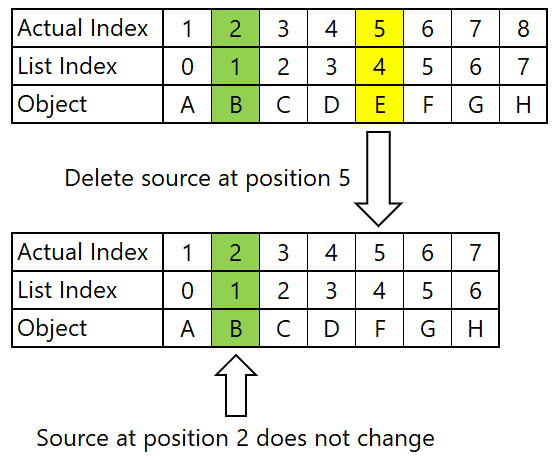 Actual Index 1 2 3 4 5 6 7 8
List Index 0 1 2 3 4 5 6 7
Object A B C D E F G H
Delete source at position 5
Actual Index 1 2 3 4 5 6 7
List Index 0 1 2 3 4 5 6
Object A B C D F G H
Source at position 2 does not change